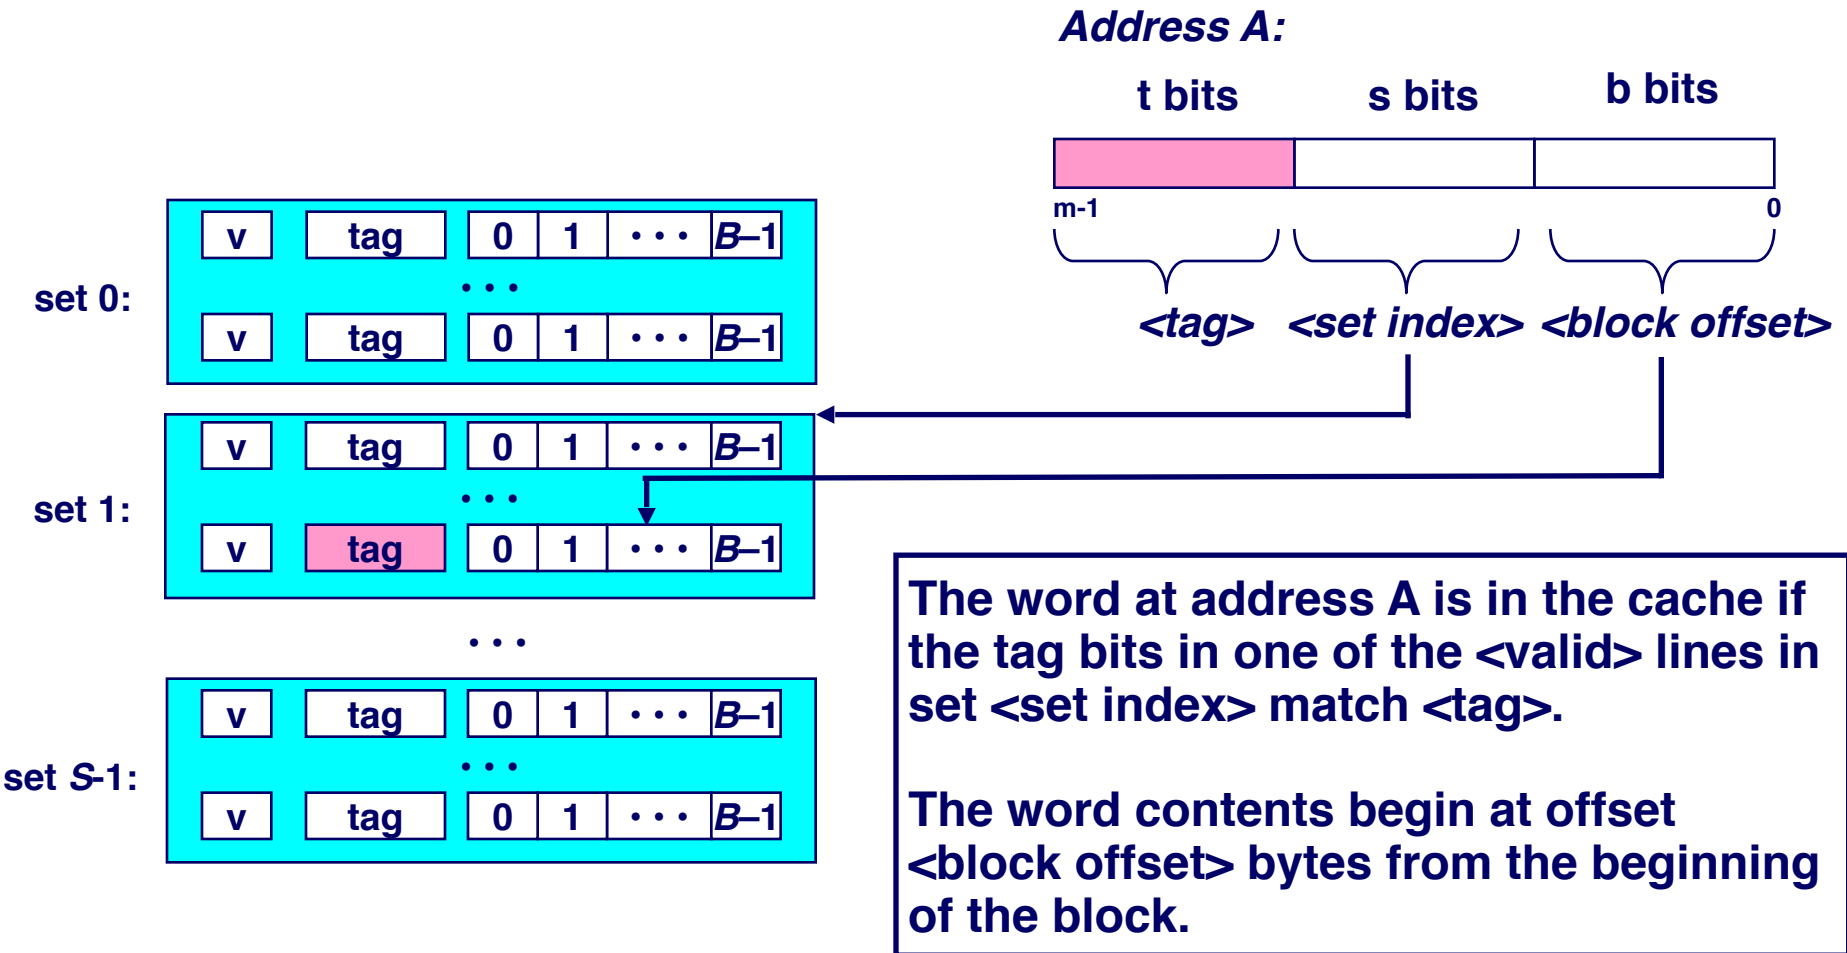 Address A:
t bits s bits b bits
m-1 0
<tag> <set index> <block offset>
set 0:
v tag 0 1 • • • B–1
• • •
v tag 0 1 • • • B–1
set 1:
v tag 0 1 • • • B–1
• • •
v tag 0 1 • • • B–1
• • •
set S-1:
v tag 0 1 • • • B–1
• • •
v tag 0 1 • • • B–1
The word at address A is in the cache if
the tag bits in one of the <valid> lines in
set <set index> match <tag>.
The word contents begin at offset
<block offset> bytes from the beginning
of the block.